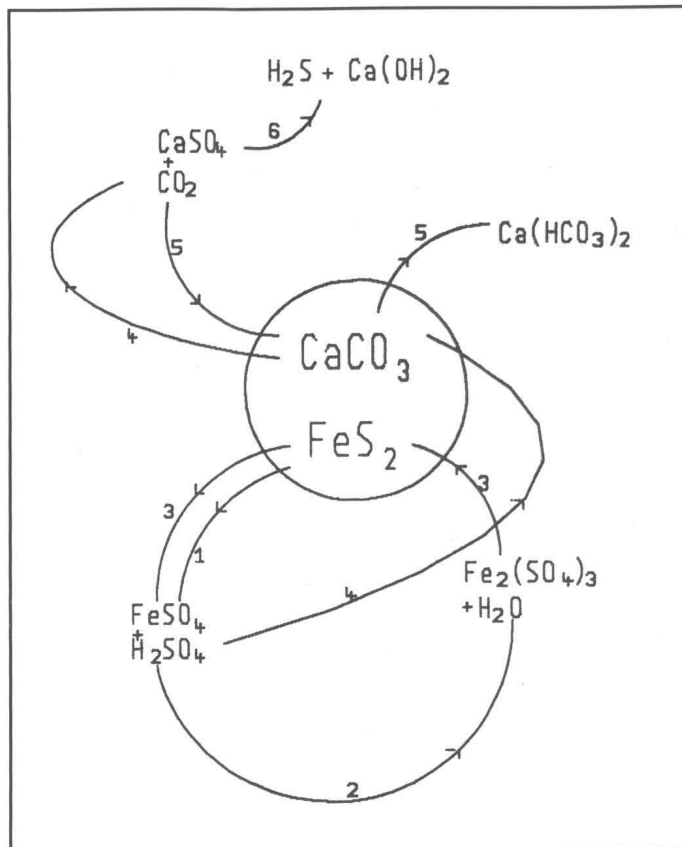 H₂S + Ca(OH)₂
6
CaSO₄
+
CO₂
5
5
Ca(HCO₃)₂
4
CaCO₃
FeS₂
3
3
1
Fe₂(SO₄)₃
+H₂O
4
FeSO₄
+
H₂SO₄
2